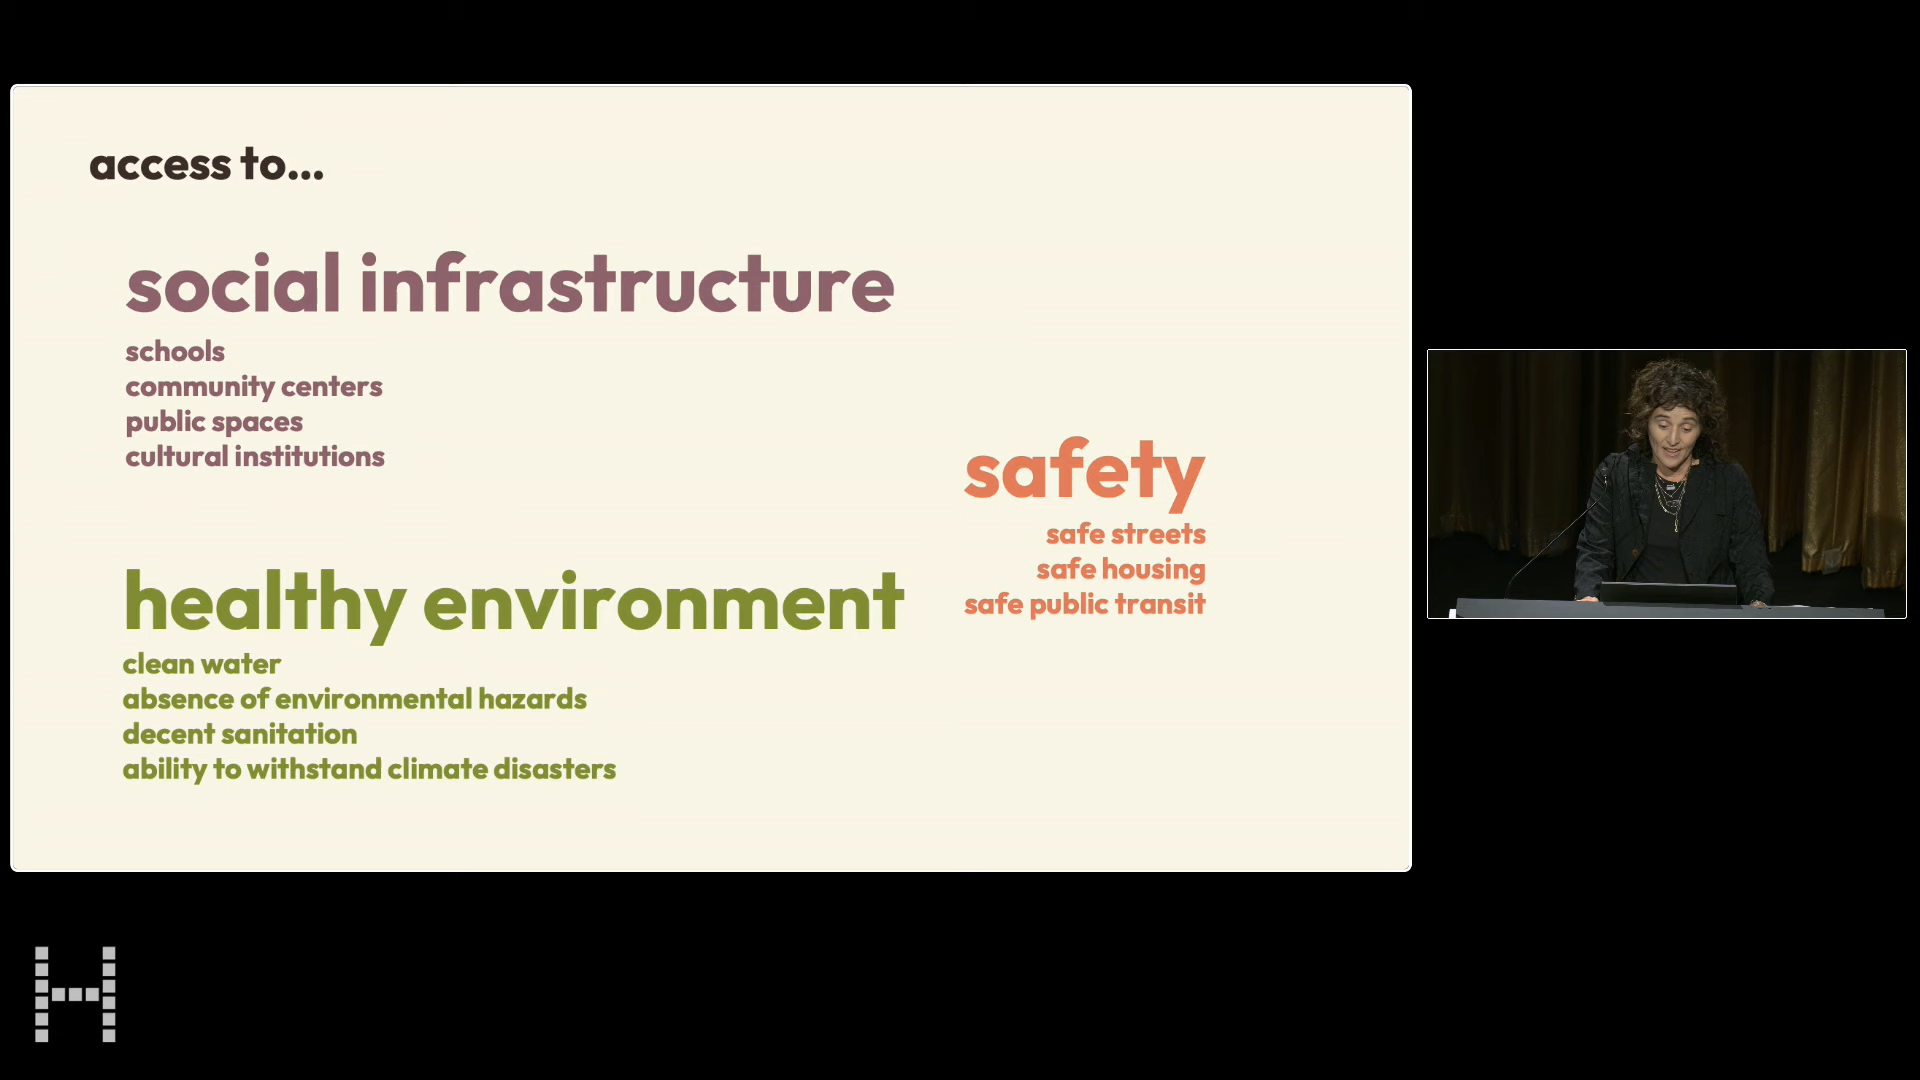 access to...
social infrastructure
schools
community centers
public spaces
cultural institutions
safety
safe streets
safe housing
safe public transit
healthy environment
clean water
absence of environmental hazards
decent sanitation
ability to withstand climate disasters
H